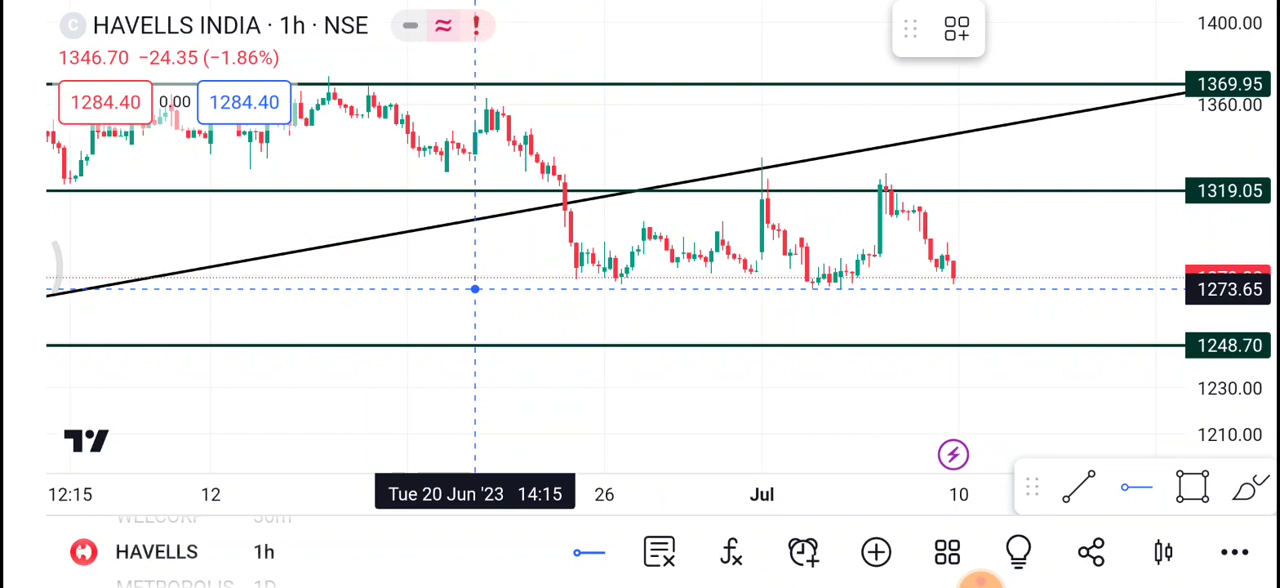 C HAVELLS INDIA · 1h · NSE
1346.70 −24.35 (−1.86%)
1284.40 0.00 1284.40
1400.00
1369.95
1360.00
1319.05
1273.65
1248.70
1230.00
1210.00
12:15 12 Tue 20 Jun '23 14:15 26 Jul 10
HAVELLS 1h